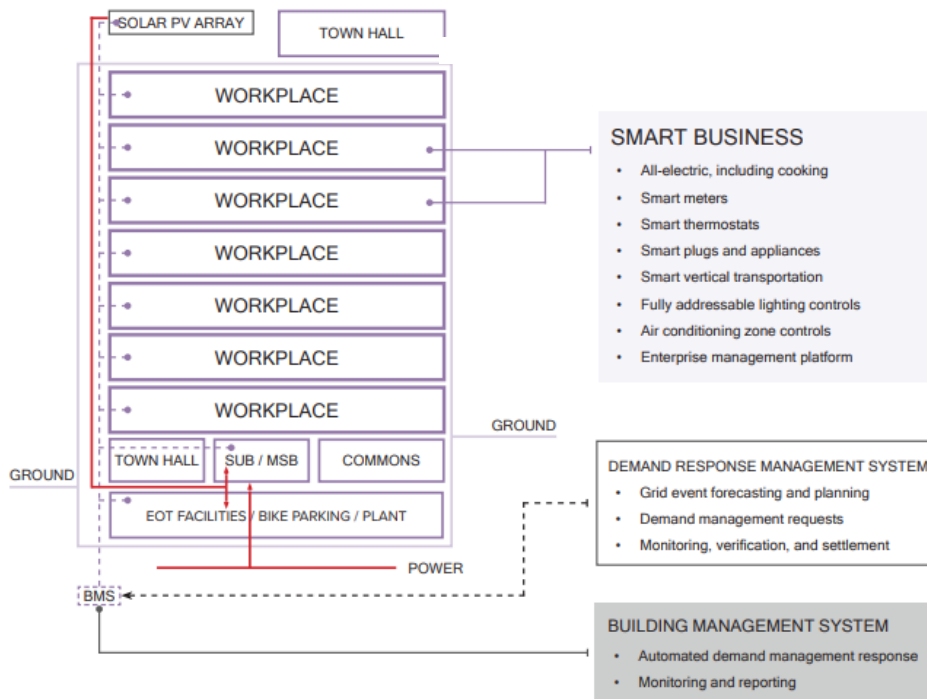 SOLAR PV ARRAY
TOWN HALL
WORKPLACE
WORKPLACE
WORKPLACE
WORKPLACE
WORKPLACE
WORKPLACE
WORKPLACE
GROUND
TOWN HALL
SUB / MSB
COMMONS
GROUND
EOT FACILITIES / BIKE PARKING / PLANT
POWER
BMS
SMART BUSINESS
• All-electric, including cooking
• Smart meters
• Smart thermostats
• Smart plugs and appliances
• Smart vertical transportation
• Fully addressable lighting controls
• Air conditioning zone controls
• Enterprise management platform
DEMAND RESPONSE MANAGEMENT SYSTEM
• Grid event forecasting and planning
• Demand management requests
• Monitoring, verification, and settlement
BUILDING MANAGEMENT SYSTEM
• Automated demand management response
• Monitoring and reporting